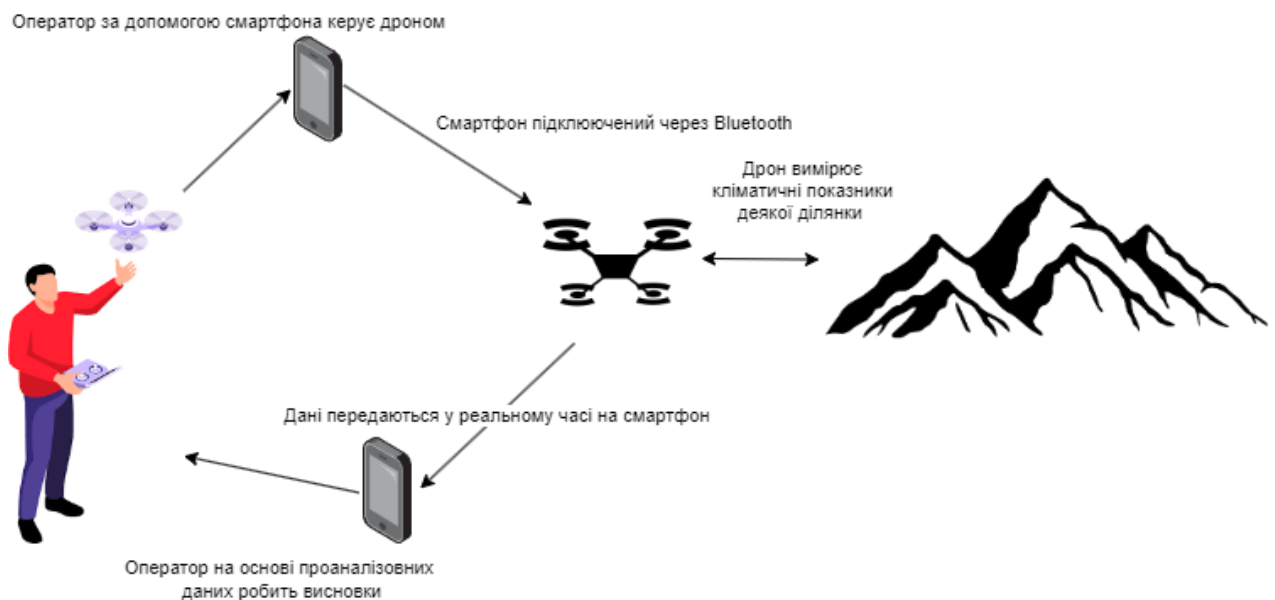 Оператор за допомогою смартфона керує дроном
Смартфон підклюючений через Bluetooth
Дрон вимірює
кліматичні показники
деякої ділянки
Дані передаються у реальному часі на смартфон
Оператор на основі проаналізовних
даних робить висновки